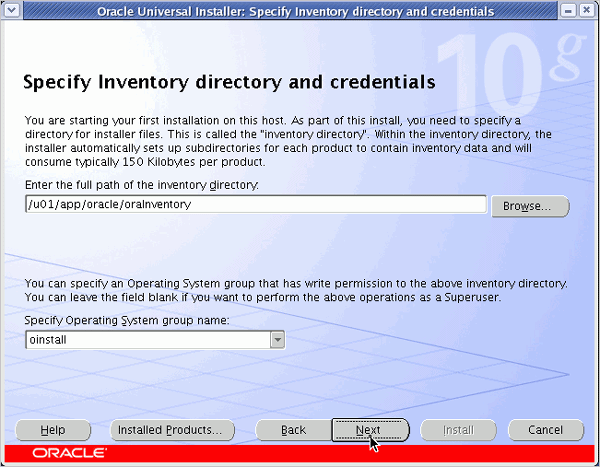 Oracle Universal Installer: Specify Inventory directory and credentials
10g
Specify Inventory directory and credentials
You are starting your first installation on this host. As part of this install, you need to specify a
directory for installer files. This is called the "inventory directory". Within the inventory directory, the
installer automatically sets up subdirectories for each product to contain inventory data and will
consume typically 150 Kilobytes per product.
Enter the full path of the inventory directory:
/u01/app/oracle/oraInventory
Browse...
You can specify an Operating System group that has write permission to the above inventory directory.
You can leave the field blank if you want to perform the above operations as a Superuser.
Specify Operating System group name:
oinstall
Help Installed Products... Back Next Install Cancel
ORACLE